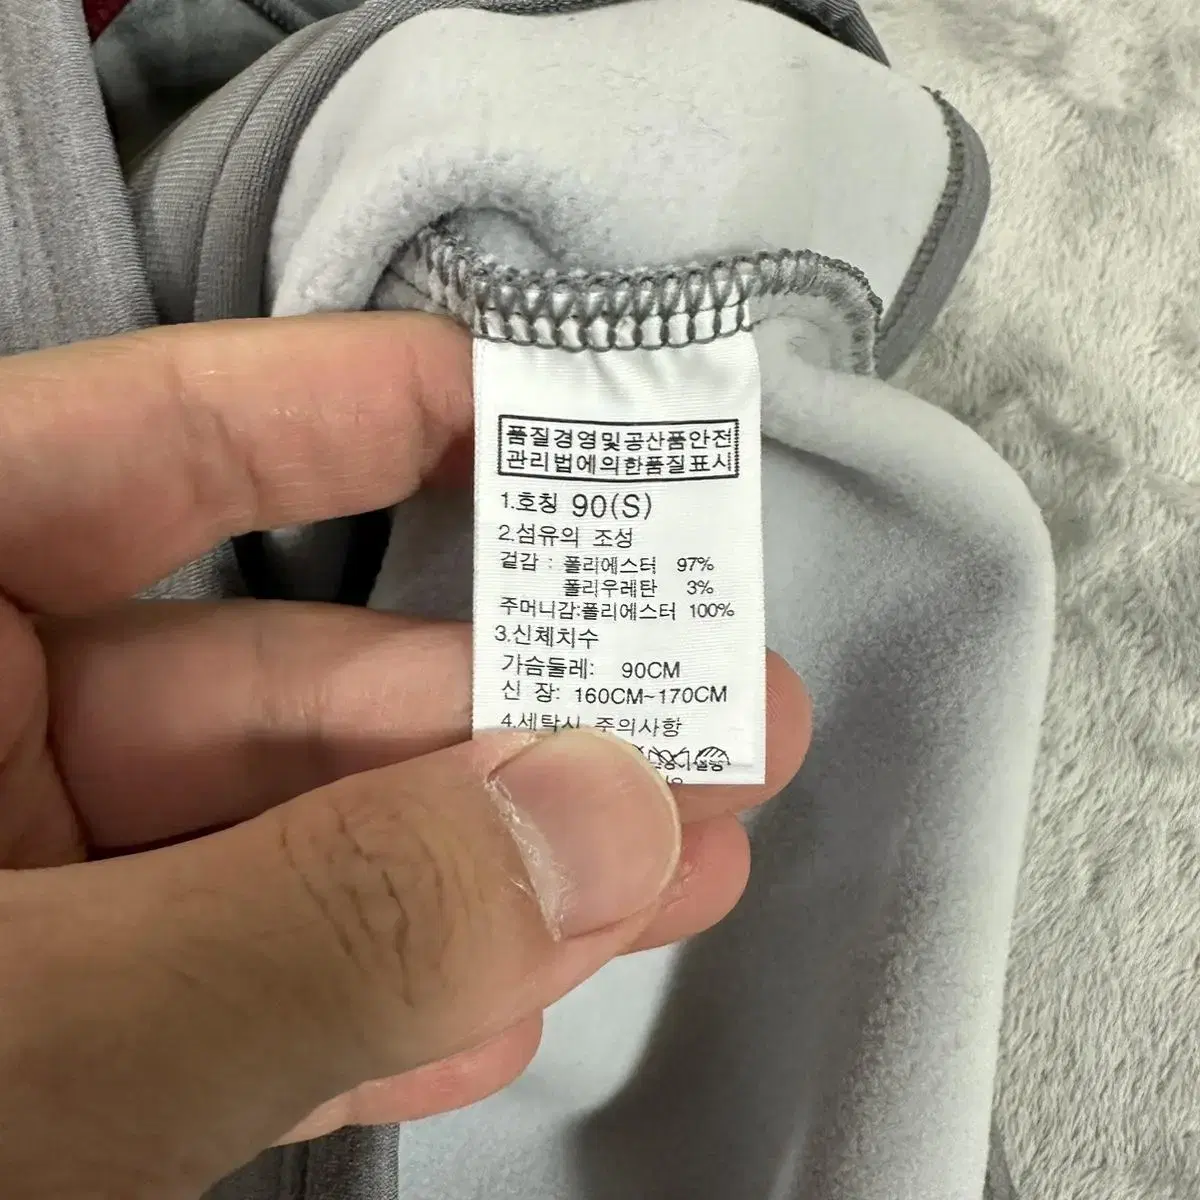 품질경영및공산품안전
관리법에의한품질표시
1.호칭 90(S)
2.섬유의 조성
겉감 : 폴리에스터 97%
폴리우레탄 3%
주머니감:폴리에스터 100%
3.신체치수
가슴둘레: 90CM
신 장: 160CM~170CM
4.세탁시 주의사항